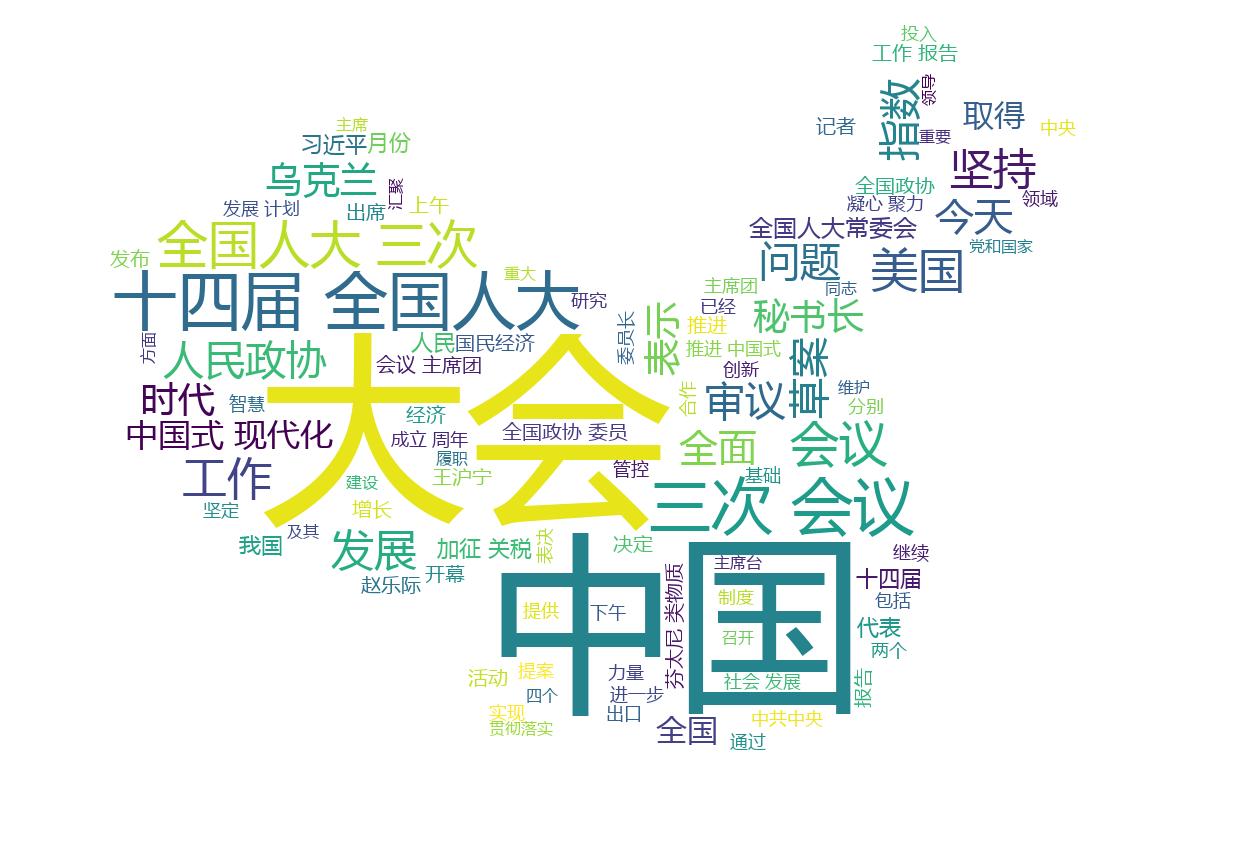 投入
工作 报告
指数
领导
取得
记者
重要
中央
主席
习近平
月份
坚持
乌克兰
汇聚
全国政协
领域
发展 计划
出席
上午
凝心 聚力
今天
全国人大 三次
全国人大常委会
党和国家
发布
问题
美国
重大
主席团
同志
十四届 全国人大
研究
已经
秘书长
委员长
表示
推进
方面
人民政协
人民
国民经济
推进 中国式
草案
会议 主席团
创新
时代
智慧
大会
合作
审议
维护
经济
分别
中国式 现代化
成立 周年
全国政协 委员
全面
会议
履职
工作
王沪宁
管控
基础
建设
坚定
增长
三次 会议
及其
我国
发展
加征 关税
表决
决定
继续
开幕
赵乐际
中国
芬太尼 类物质
主席台
十四届
提供
下午
制度
包括
召开
代表
两个
活动
提案
力量
社会 发展
报告
四个
进一步
实现
出口
中共中央
贯彻落实
全国
通过